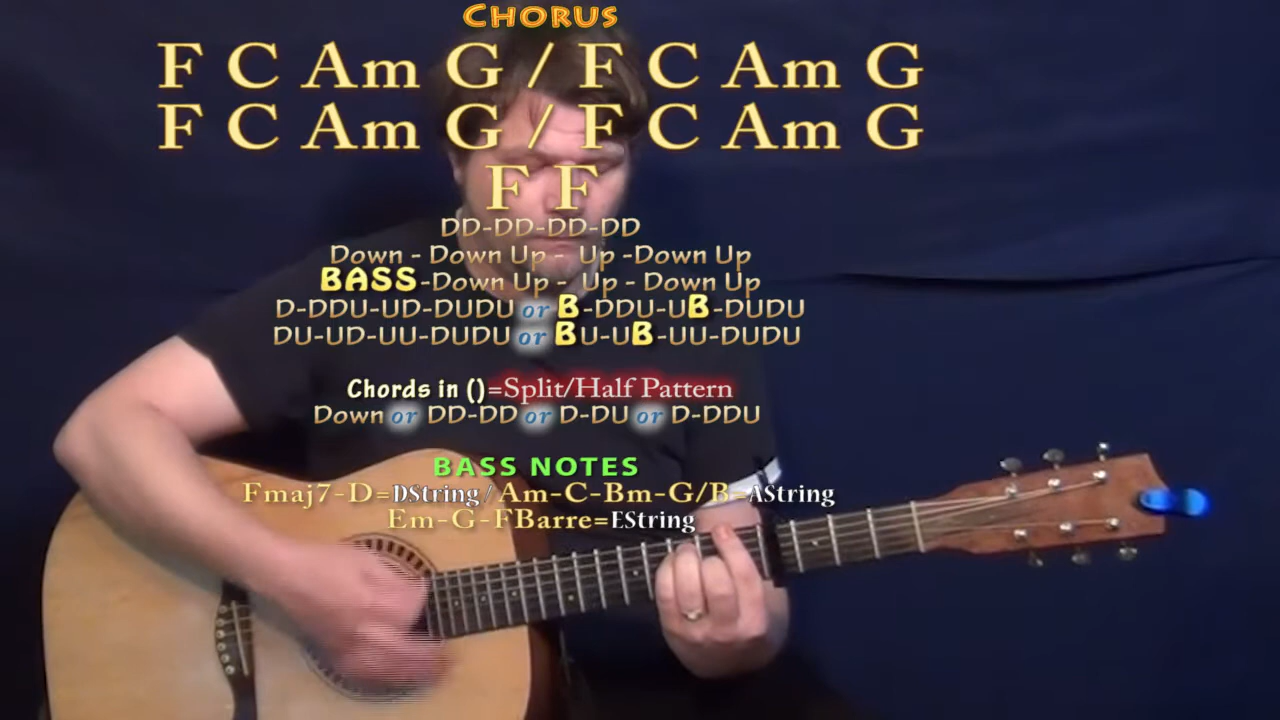 CHORUS
F C Am G / F C Am G
F C Am G / F C Am G
F F
DD-DD-DD-DD
Down - Down Up - Up -Down Up
BASS-Down Up - Up - Down Up
D-DDU-UD-DUDU or B-DDU-UB-DUDU
DU-UD-UU-DUDU or BU-UB-UU-DUDU
Chords in ()=Split/Half Pattern
Down or DD-DD or D-DU or D-DDU
BASS NOTES
Fmaj7-D=DString/Am-C-Bm-G/B=AString
Em-G-FBarre=EString